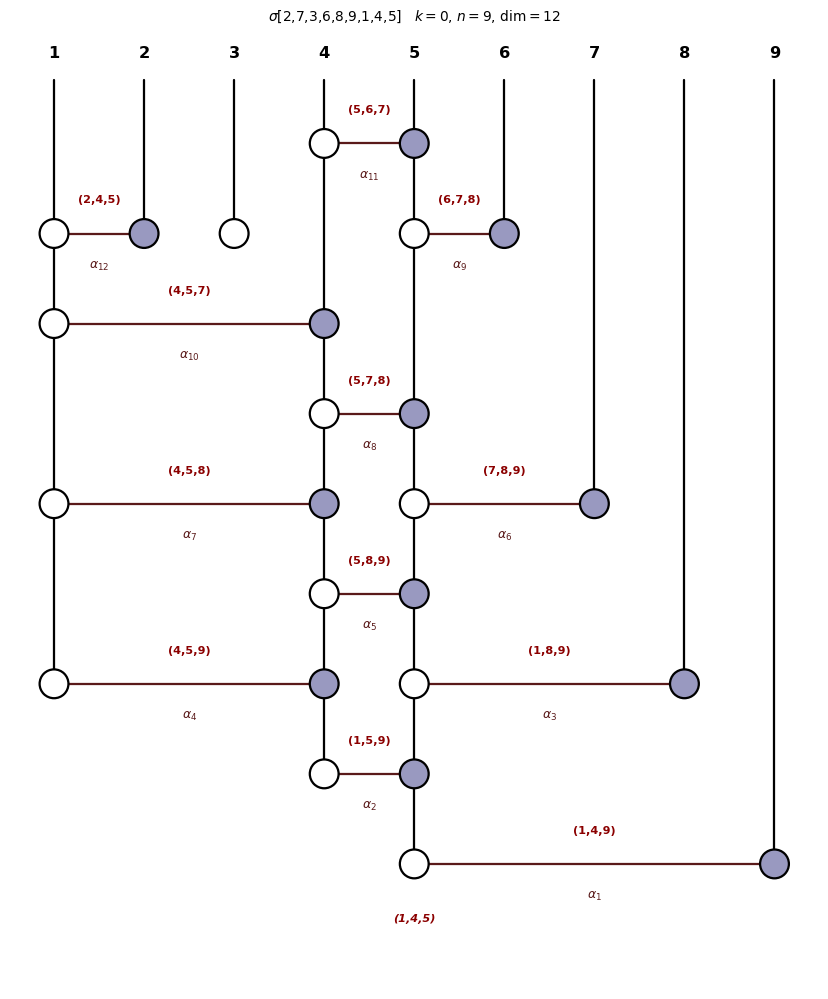 σ[2,7,3,6,8,9,1,4,5]   k = 0, n = 9, dim = 12
1 2 3 4 5 6 7 8 9
(5,6,7)
α₁₁
(2,4,5) (6,7,8)
α₁₂ α₉
(4,5,7)
α₁₀
(5,7,8)
α₈
(4,5,8) (7,8,9)
α₇ α₆
(5,8,9)
α₅
(4,5,9) (1,8,9)
α₄ α₃
(1,5,9)
α₂
(1,4,9)
α₁
(1,4,5)